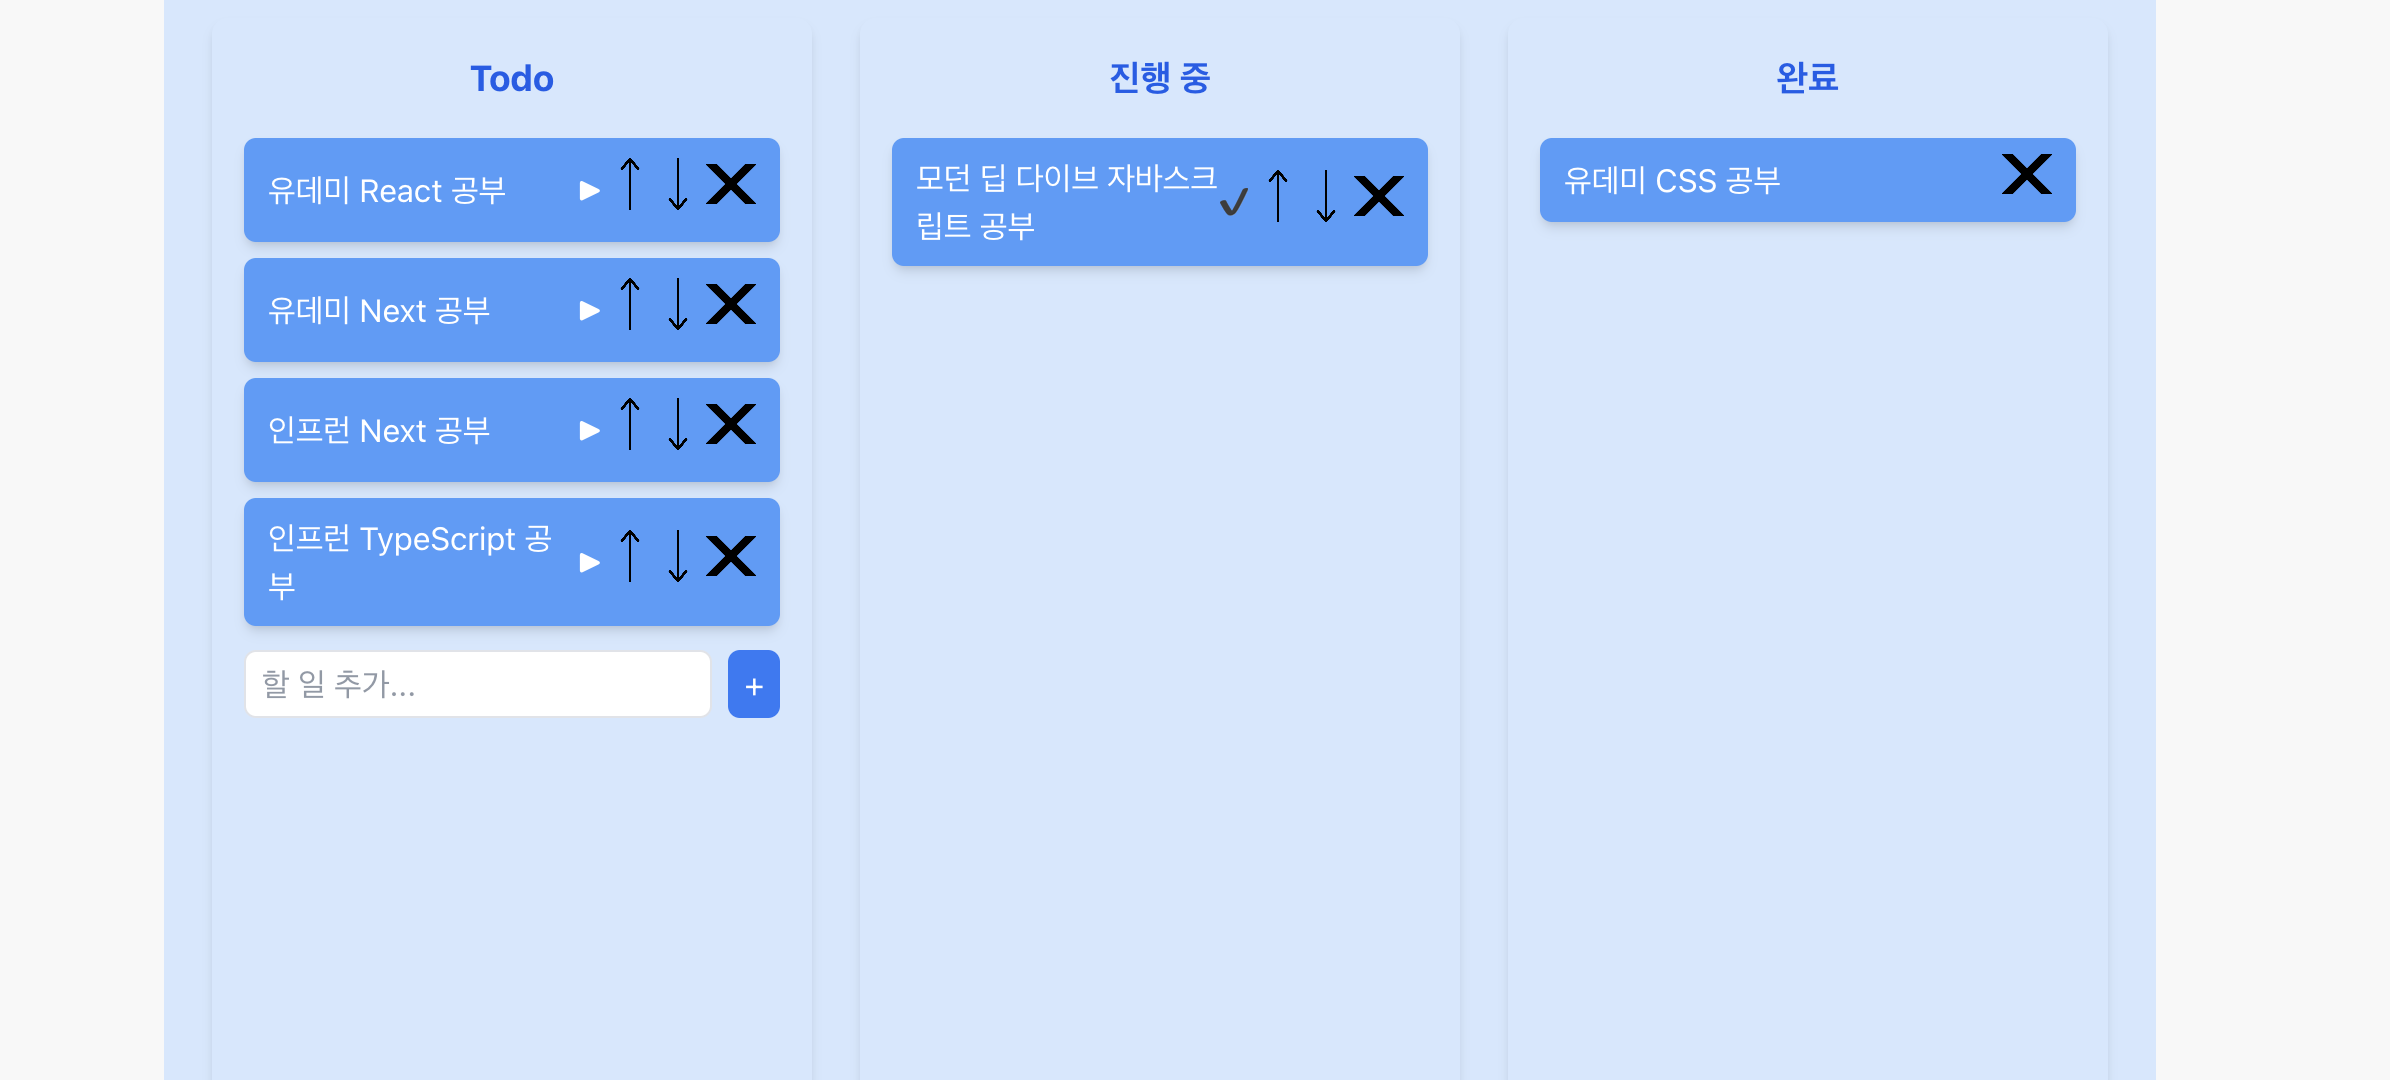 Todo
유데미 React 공부
유데미 Next 공부
인프런 Next 공부
인프런 TypeScript 공
부
할 일 추가...
+
진행 중
모던 딥 다이브 자바스크
립트 공부
완료
유데미 CSS 공부